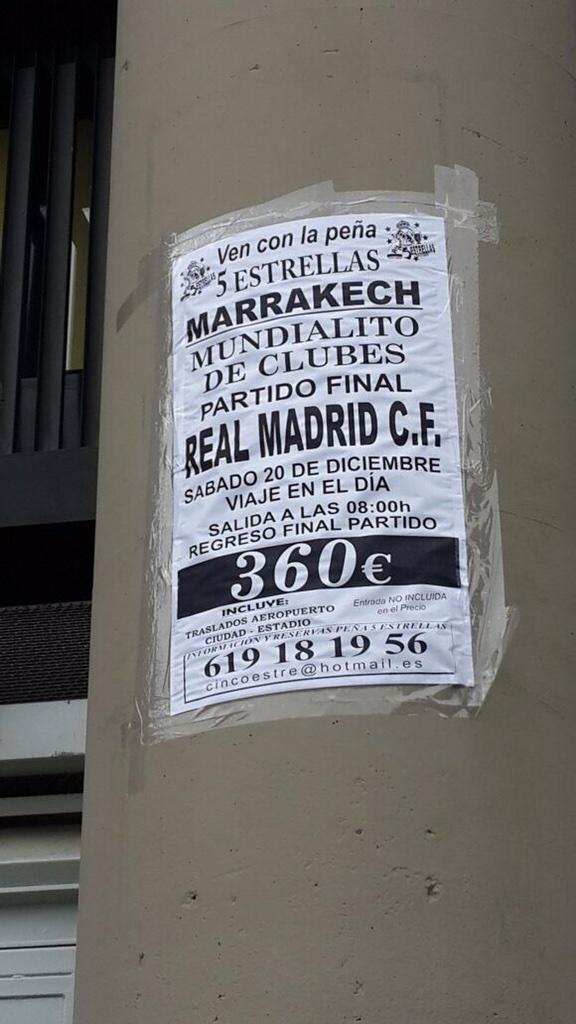 Ven con la peña
5 ESTRELLAS
MARRAKECH
MUNDIALITO
DE CLUBES
PARTIDO FINAL
REAL MADRID C.F.
SABADO 20 DE DICIEMBRE
VIAJE EN EL DÍA
SALIDA A LAS 08:00h
REGRESO FINAL PARTIDO
360€
INCLUYE:
TRASLADOS AEROPUERTO
CIUDAD - ESTADIO
Entrada NO INCLUIDA
en el Precio
INFORMACIÓN Y RESERVAS PEÑA 5 ESTRELLAS
619 18 19 56
cincoestre@hotmail.es